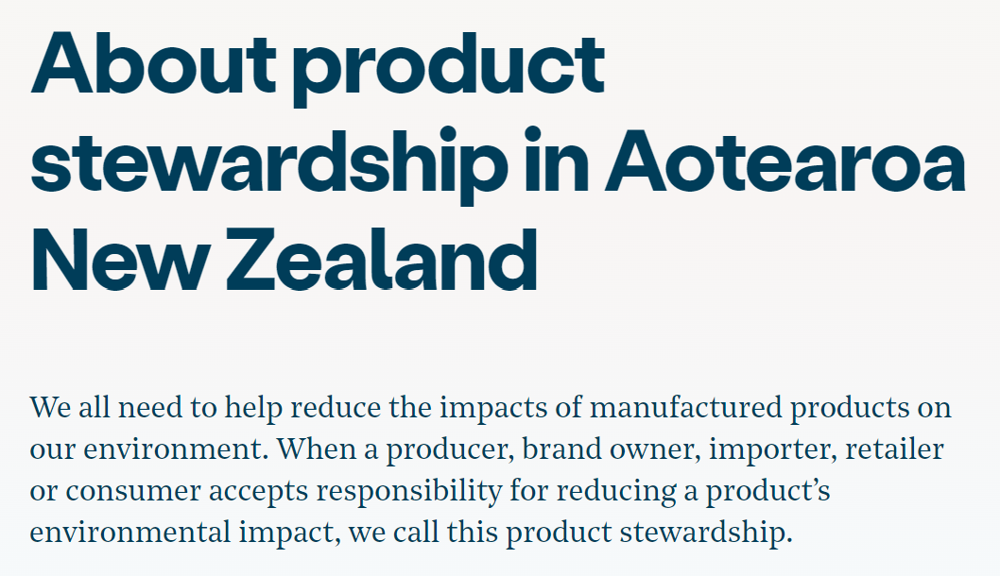 About product
stewardship in Aotearoa
New Zealand
We all need to help reduce the impacts of manufactured products on
our environment. When a producer, brand owner, importer, retailer
or consumer accepts responsibility for reducing a product’s
environmental impact, we call this product stewardship.